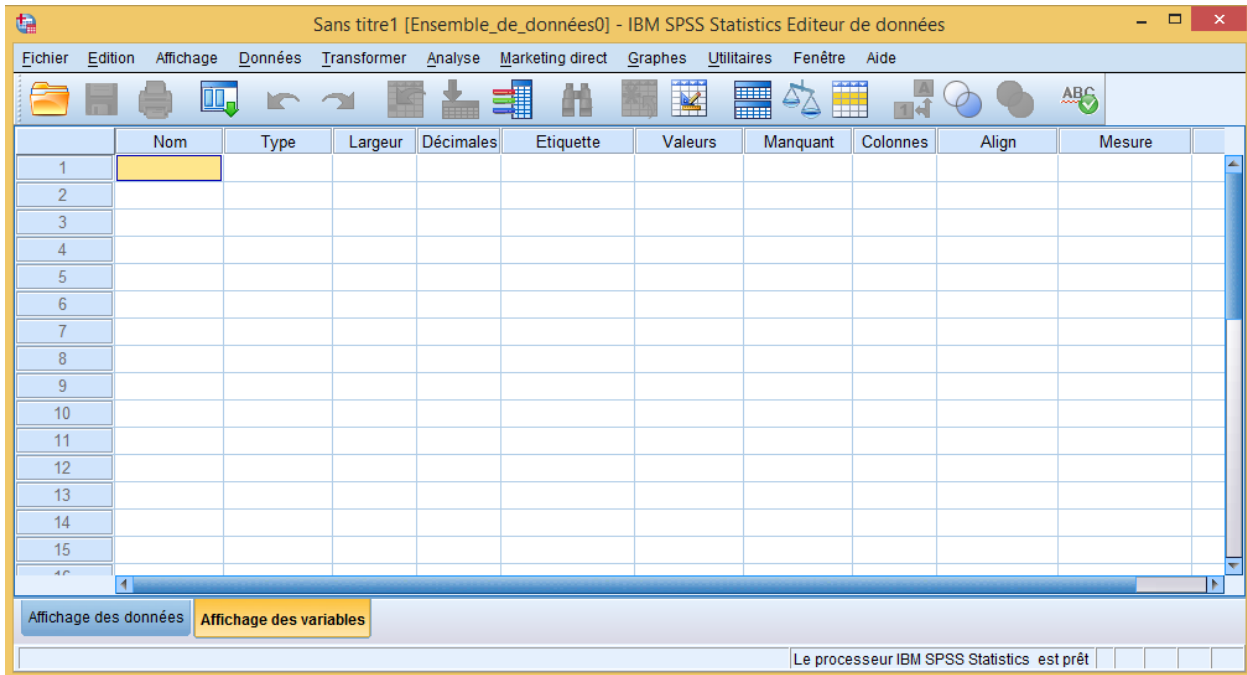 Sans titre1 [Ensemble_de_données0] - IBM SPSS Statistics Editeur de données
Fichier Edition Affichage Données Transformer Analyse Marketing direct Graphes Utilitaires Fenêtre Aide
A
1
ABC
Nom Type Largeur Décimales Etiquette Valeurs Manquant Colonnes Align Mesure
1
2
3
4
5
6
7
8
9
10
11
12
13
14
15
16
Affichage des données Affichage des variables
Le processeur IBM SPSS Statistics est prêt